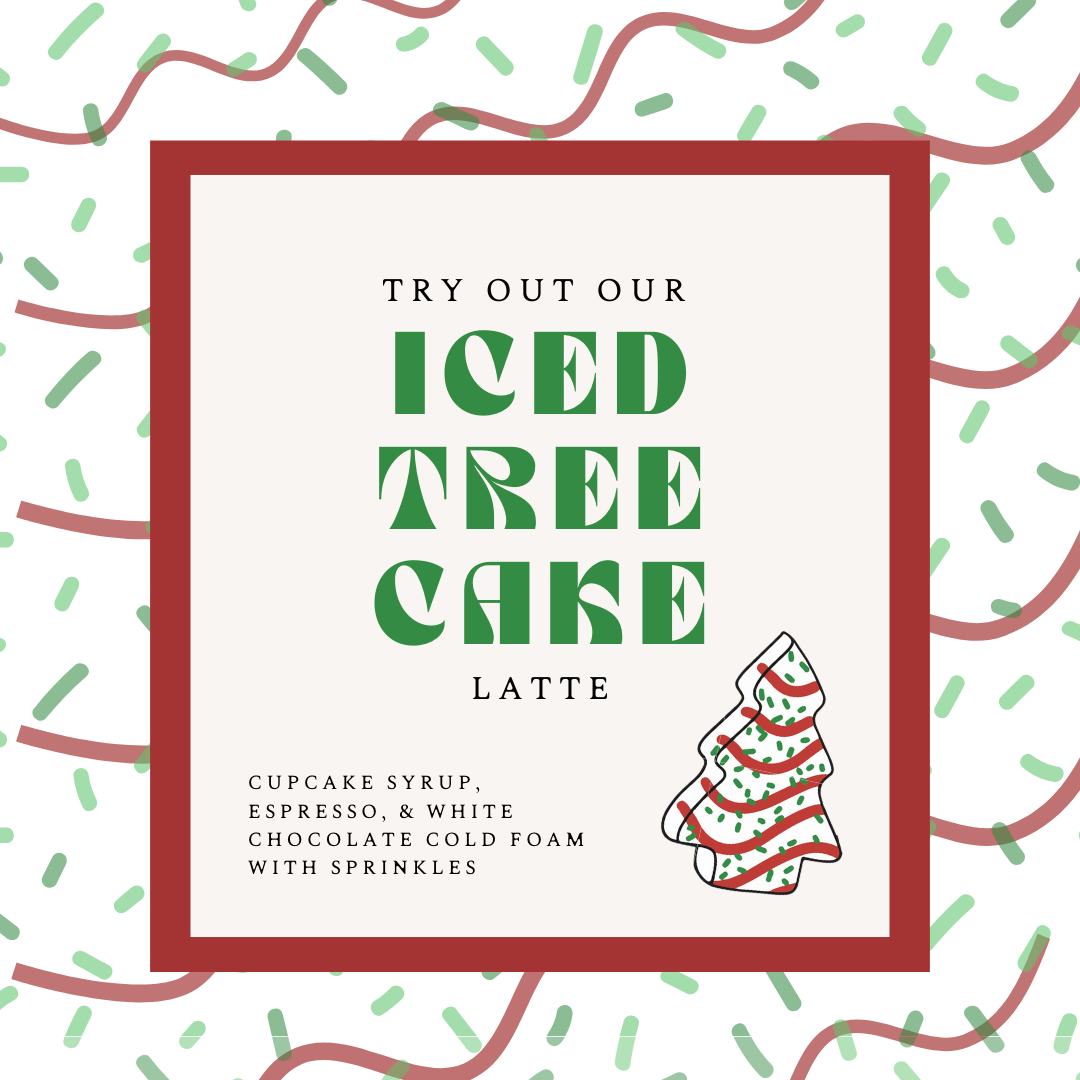 TRY OUT OUR
ICED
TREE
CAKE
LATTE
CUPCAKE SYRUP,
ESPRESSO, & WHITE
CHOCOLATE COLD FOAM
WITH SPRINKLES